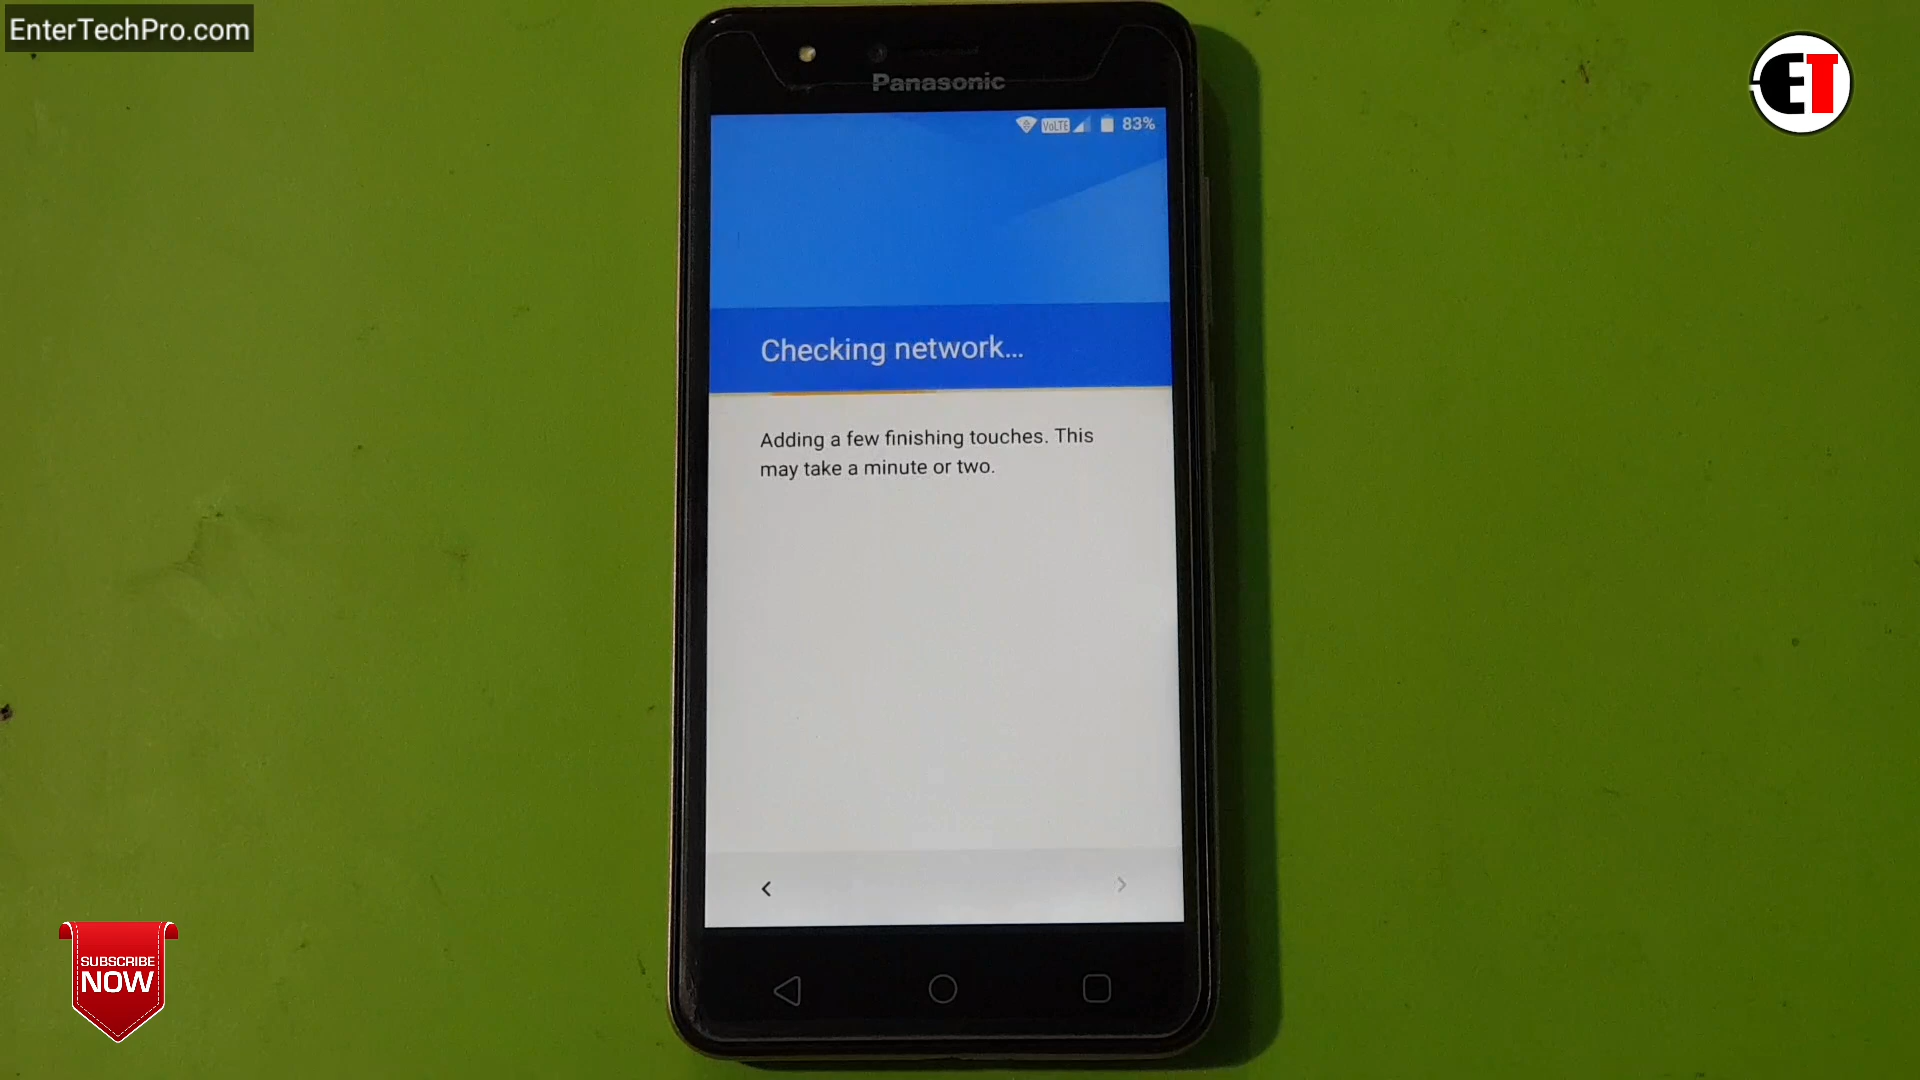 EnterTechPro.com
ET
Panasonic
VoLTE
83%
Checking network...
Adding a few finishing touches. This
may take a minute or two.
SUBSCRIBE
NOW